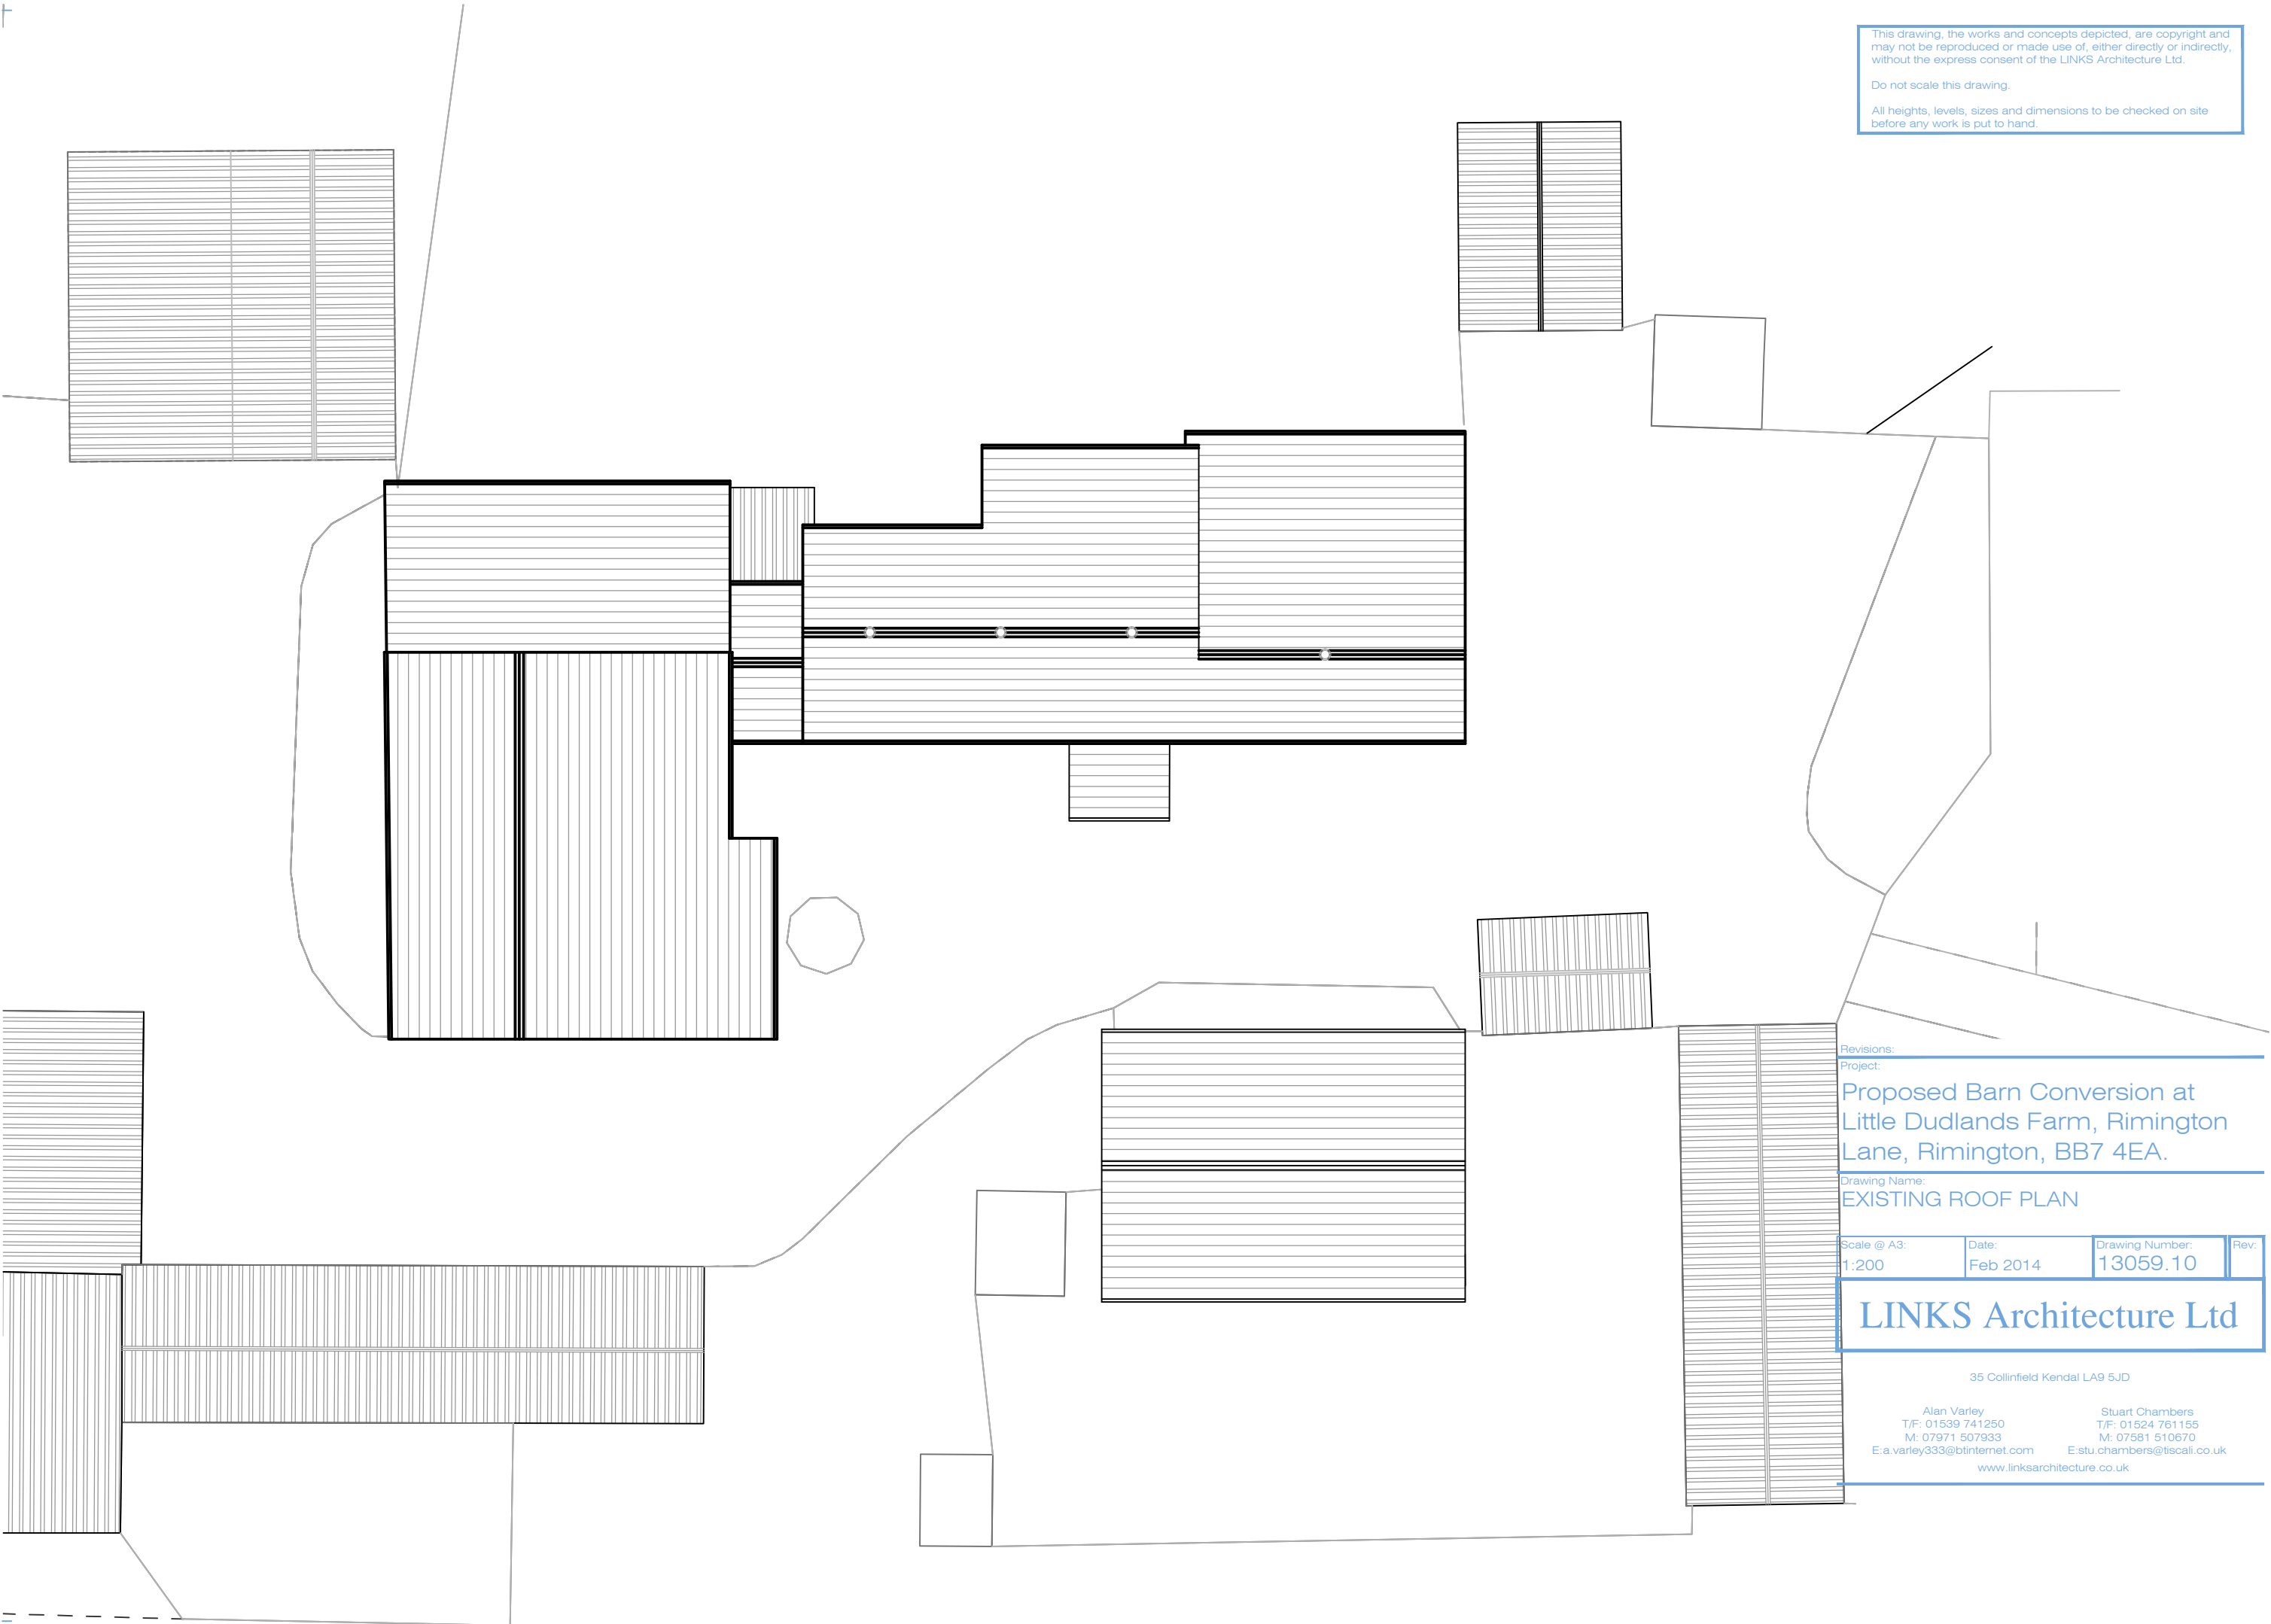 This drawing, the works and concepts depicted, are copyright and
may not be reproduced or made use of, either directly or indirectly,
without the express consent of the LINKS Architecture Ltd.
Do not scale this drawing.
All heights, levels, sizes and dimensions to be checked on site
before any work is put to hand.
Revisions:
Project:
Proposed Barn Conversion at
Little Dudlands Farm, Rimington
Lane, Rimington, BB7 4EA.
Drawing Name:
EXISTING ROOF PLAN
Scale @ A3:
1:200
Date:
Feb 2014
Drawing Number:
13059.10
Rev:
LINKS Architecture Ltd
35 Collinfield Kendal LA9 5JD
Alan Varley
T/F: 01539 741250
M: 07971 507933
E:a.varley333@btinternet.com
Stuart Chambers
T/F: 01524 761155
M: 07581 510670
E:stu.chambers@tiscali.co.uk
www.linksarchitecture.co.uk